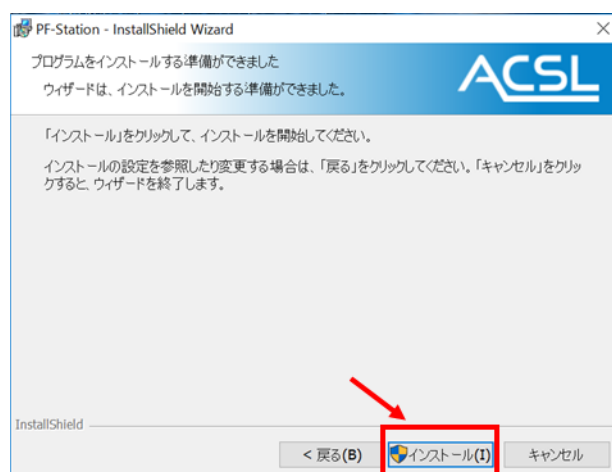 PF-Station - InstallShield Wizard
プログラムをインストールする準備ができました
ウィザードは、インストールを開始する準備ができました。
ACSL
「インストール」をクリックして、インストールを開始してください。
インストールの設定を参照したり変更する場合は、「戻る」をクリックしてください。「キャンセル」をクリッ
クすると、ウィザードを終了します。
InstallShield
< 戻る(B)
インストール(I)
キャンセル